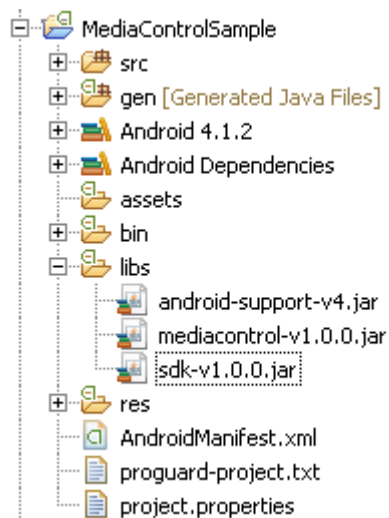 MediaControlSample
src
gen [Generated Java Files]
Android 4.1.2
Android Dependencies
assets
bin
libs
android-support-v4.jar
mediacontrol-v1.0.0.jar
sdk-v1.0.0.jar
res
AndroidManifest.xml
proguard-project.txt
project.properties